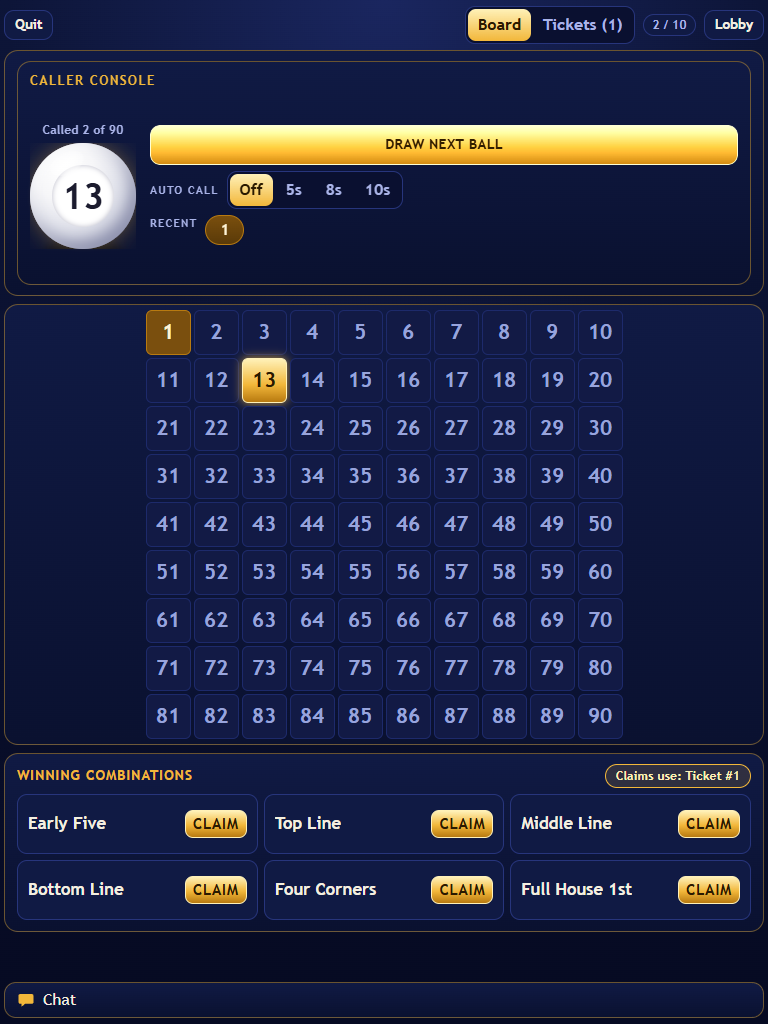 Quit Board Tickets (1) 2 / 10 Lobby
CALLER CONSOLE
Called 2 of 90
13
DRAW NEXT BALL
AUTO CALL Off 5s 8s 10s
RECENT 1
1 2 3 4 5 6 7 8 9 10
11 12 13 14 15 16 17 18 19 20
21 22 23 24 25 26 27 28 29 30
31 32 33 34 35 36 37 38 39 40
41 42 43 44 45 46 47 48 49 50
51 52 53 54 55 56 57 58 59 60
61 62 63 64 65 66 67 68 69 70
71 72 73 74 75 76 77 78 79 80
81 82 83 84 85 86 87 88 89 90
WINNING COMBINATIONS Claims use: Ticket #1
Early Five CLAIM Top Line CLAIM Middle Line CLAIM
Bottom Line CLAIM Four Corners CLAIM Full House 1st CLAIM
Chat